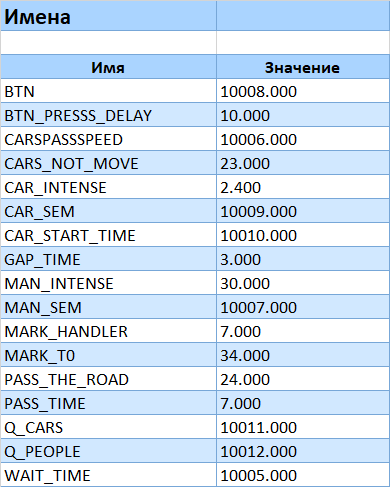 Имена
Имя Значение
BTN 10008.000
BTN_PRESSS_DELAY 10.000
CARSPASSSPEED 10006.000
CARS_NOT_MOVE 23.000
CAR_INTENSE 2.400
CAR_SEM 10009.000
CAR_START_TIME 10010.000
GAP_TIME 3.000
MAN_INTENSE 30.000
MAN_SEM 10007.000
MARK_HANDLER 7.000
MARK_T0 34.000
PASS_THE_ROAD 24.000
PASS_TIME 7.000
Q_CARS 10011.000
Q_PEOPLE 10012.000
WAIT_TIME 10005.000